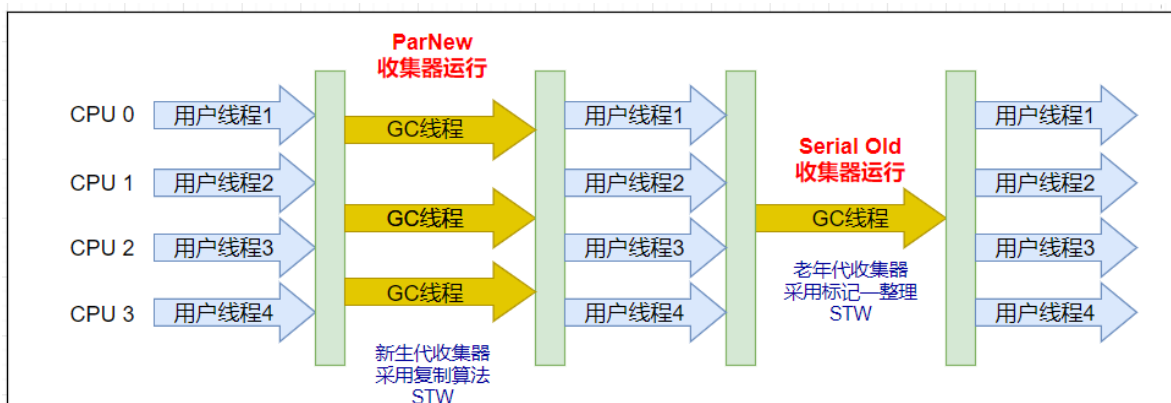 ParNew
收集器运行
CPU 0
用户线程1
GC线程
用户线程1
用户线程1
Serial Old
收集器运行
CPU 1
用户线程2
GC线程
用户线程2
GC线程
用户线程2
CPU 2
用户线程3
用户线程3
用户线程3
老年代收集器
采用标记—整理
STW
CPU 3
用户线程4
GC线程
用户线程4
用户线程4
新生代收集器
采用复制算法
STW